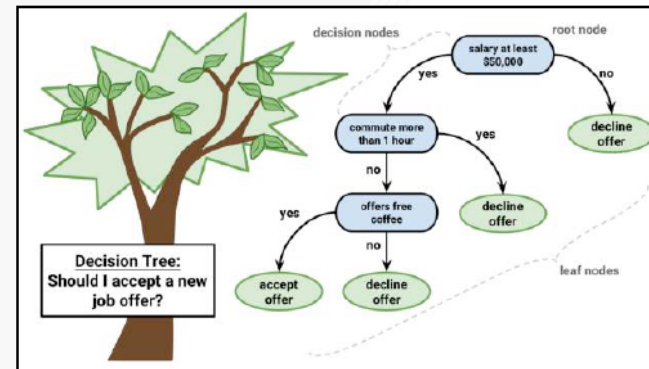 decision nodes
root node
salary at least
$50,000
yes
no
commute more
than 1 hour
decline
offer
yes
no
offers free
coffee
decline
offer
yes
no
Decision Tree:
Should I accept a new
job offer?
accept
offer
decline
offer
leaf nodes